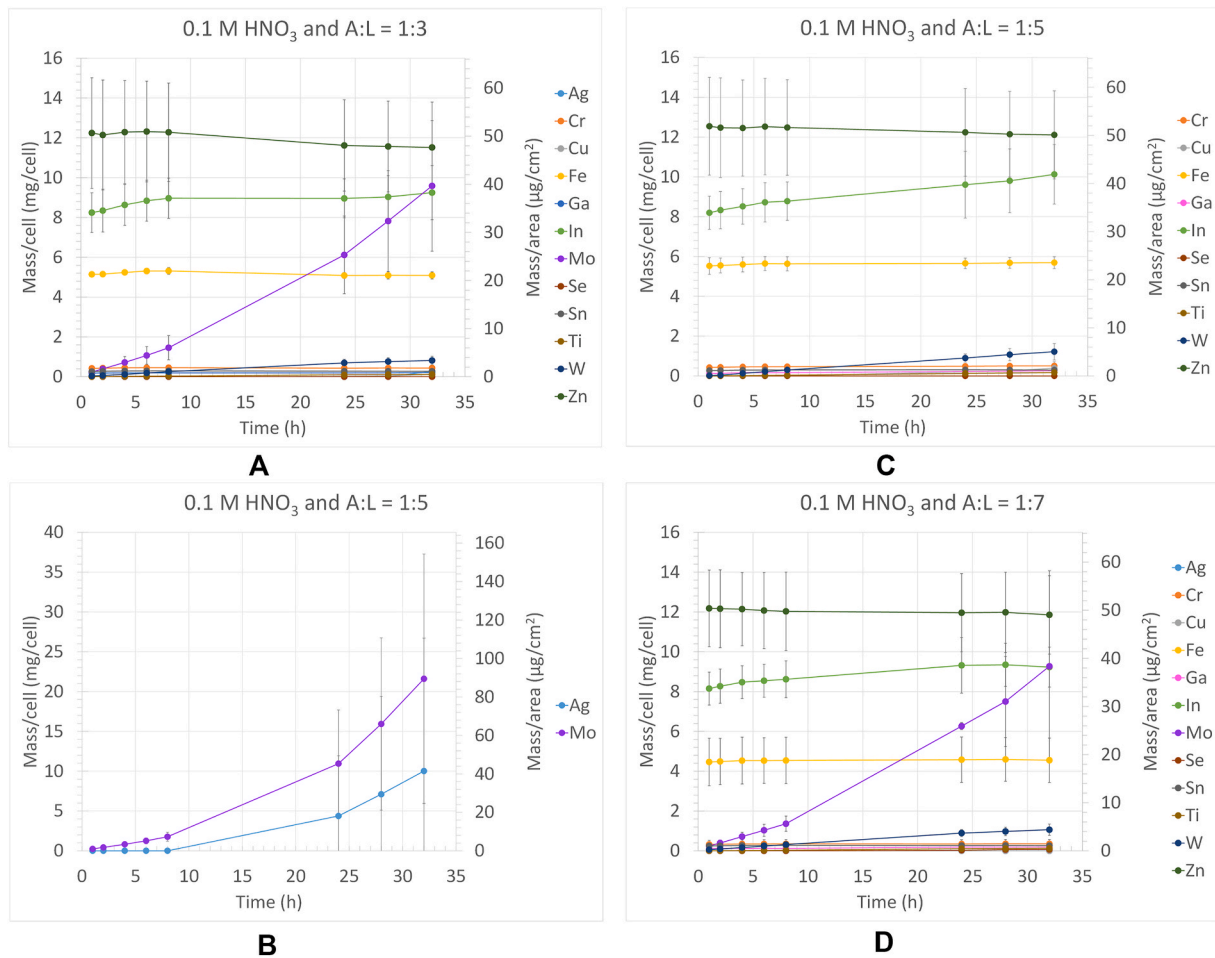 0.1 M HNO₃ and A:L = 1:3
Mass/cell (mg/cell)
16
14
12
10
8
6
4
2
0
60
50
40
30
20
10
0
Mass/area (µg/cm²)
0 5 10 15 20 25 30 35
Time (h)
Ag
Cr
Cu
Fe
Ga
In
Mo
Se
Sn
Ti
W
Zn
A
0.1 M HNO₃ and A:L = 1:5
Mass/cell (mg/cell)
16
14
12
10
8
6
4
2
0
60
50
40
30
20
10
0
Mass/area (µg/cm²)
0 5 10 15 20 25 30 35
Time (h)
Cr
Cu
Fe
Ga
In
Se
Sn
Ti
W
Zn
C
0.1 M HNO₃ and A:L = 1:5
Mass/cell (mg/cell)
40
35
30
25
20
15
10
5
0
160
140
120
100
80
60
40
20
0
Mass/area (µg/cm²)
0 5 10 15 20 25 30 35
Time (h)
Ag
Mo
B
0.1 M HNO₃ and A:L = 1:7
Mass/cell (mg/cell)
16
14
12
10
8
6
4
2
0
60
50
40
30
20
10
0
Mass/area (µg/cm²)
0 5 10 15 20 25 30 35
Time (h)
Ag
Cr
Cu
Fe
Ga
In
Mo
Se
Sn
Ti
W
Zn
D